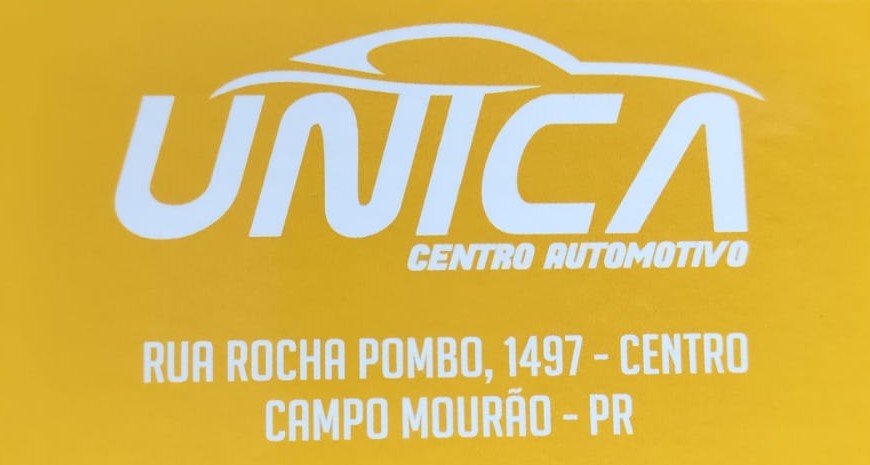 UNICA
CENTRO AUTOMOTIVO
RUA ROCHA POMBO, 1497 - CENTRO
CAMPO MOURÃO - PR